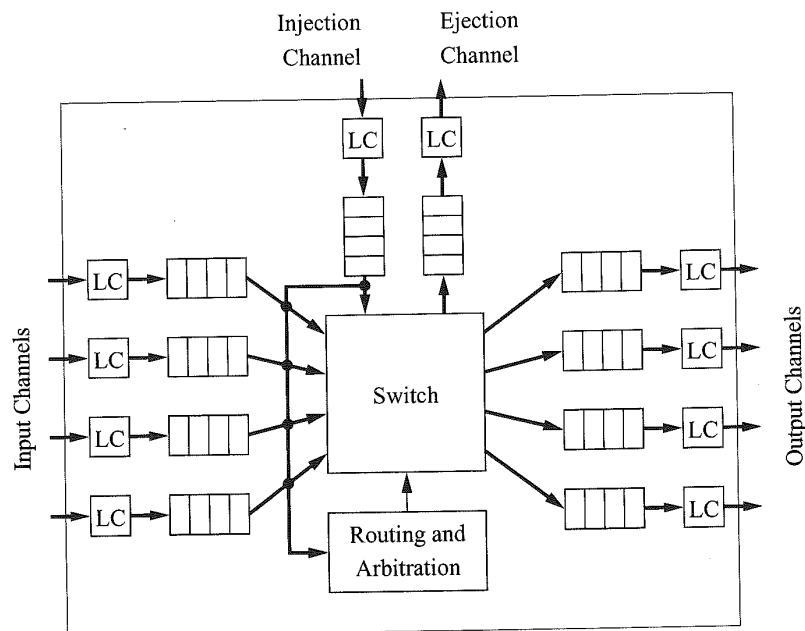 Injection
Channel
Ejection
Channel
LC
LC
LC
LC
LC
LC
LC
LC
LC
LC
Input Channels
Switch
Output Channels
Routing and
Arbitration